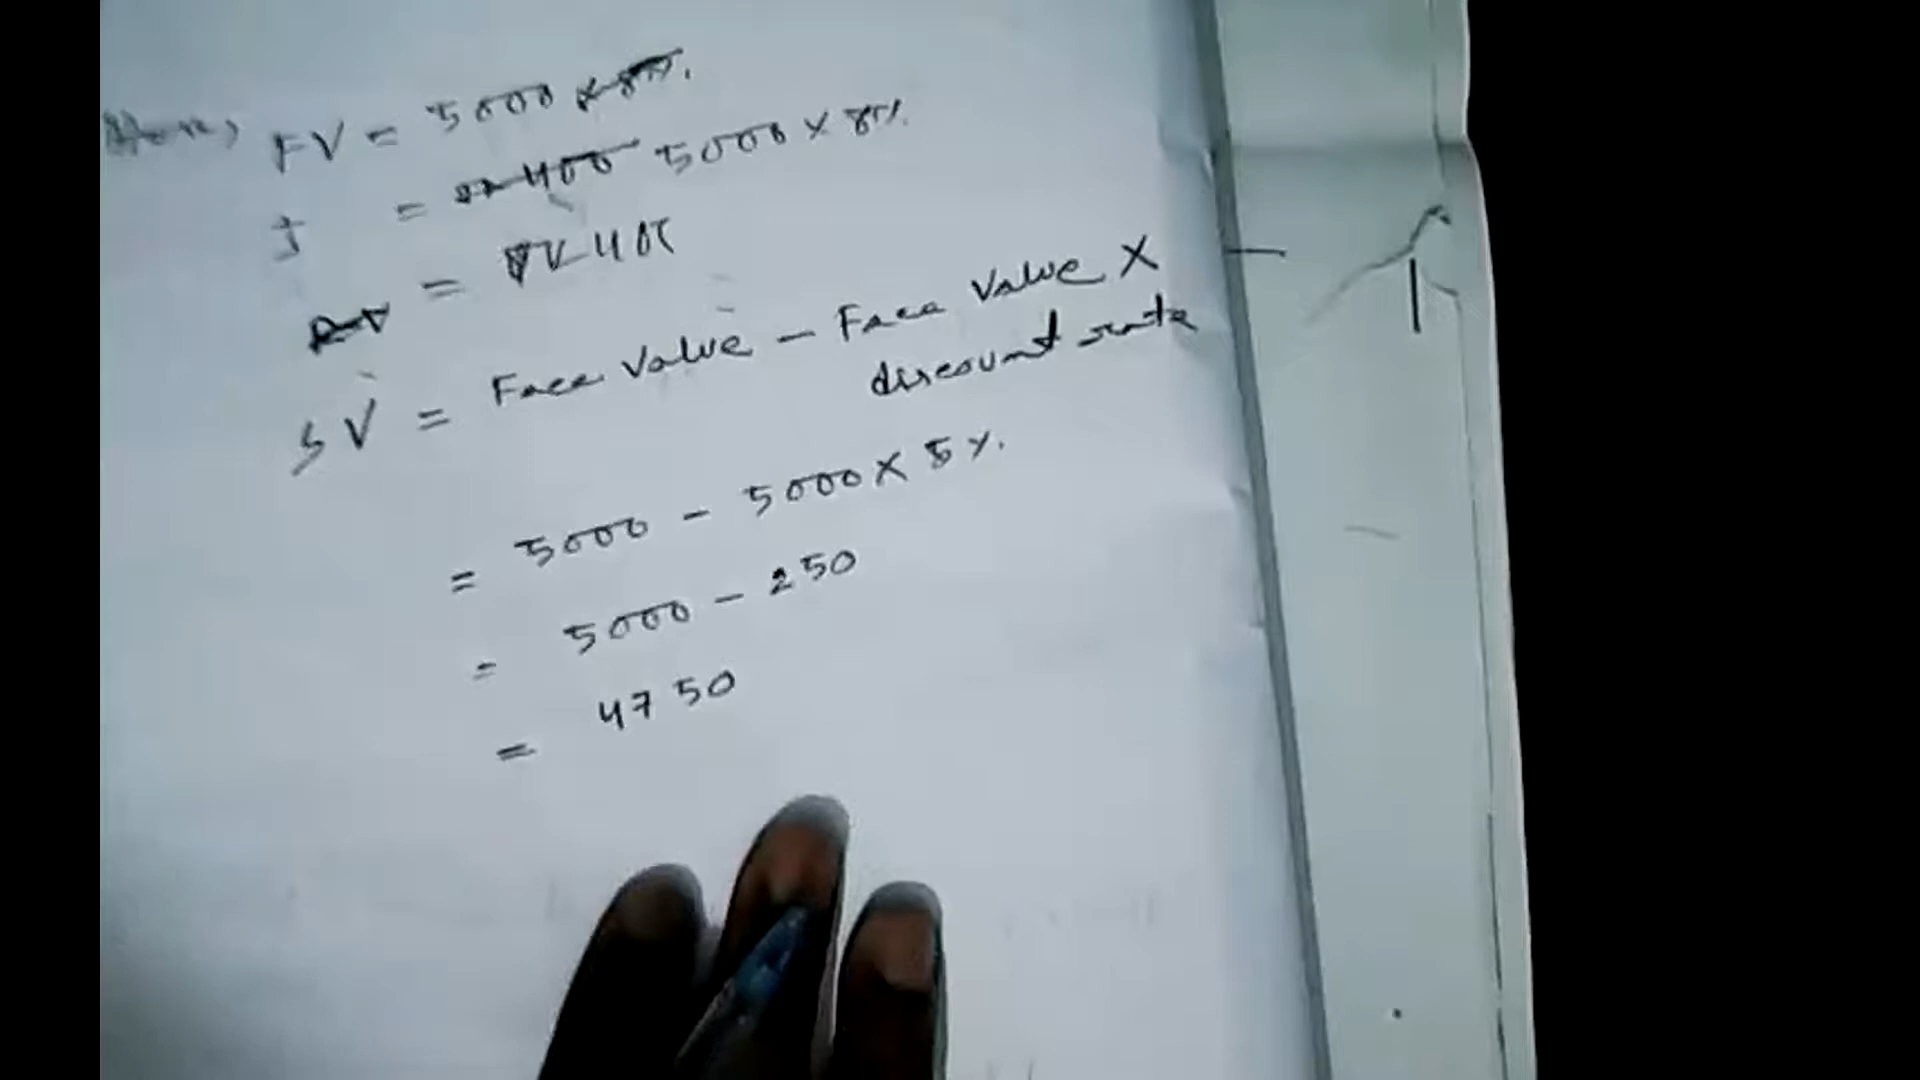 Here, FV = 5000
I = 5000 x 8%
= 400
SV = Face Value - Face Value X
discount rate
= 5000 - 5000 X 5%.
= 5000 - 250
= 4750